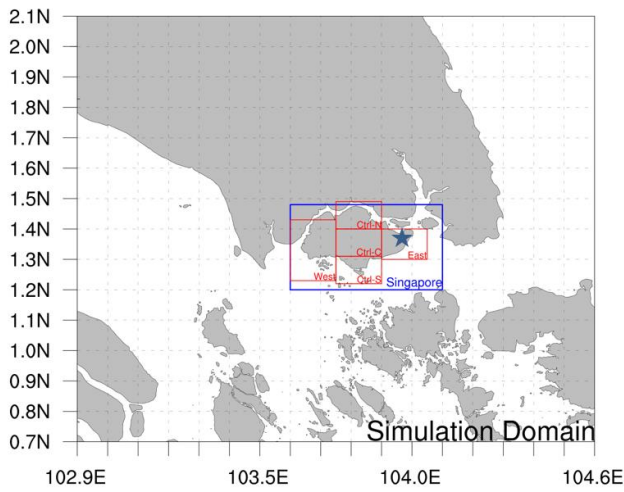 2.1N
2.0N
1.9N
1.8N
1.7N
1.6N
1.5N
1.4N
Ctrl-N
1.3N
Ctrl-C
East
West
Ctrl-S
Singapore
1.2N
1.1N
1.0N
0.9N
0.8N
0.7N
Simulation Domain
102.9E 103.5E 104.0E 104.6E